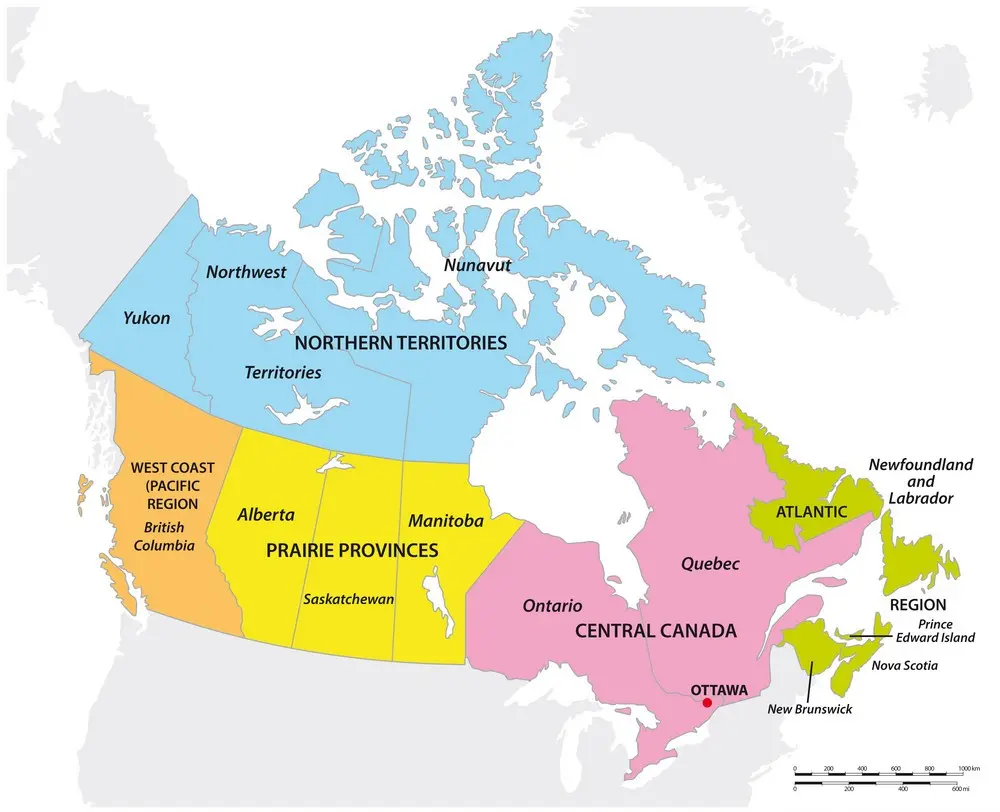 Northwest
Nunavut
Yukon
NORTHERN TERRITORIES
Territories
WEST COAST
(PACIFIC
REGION
British
Columbia
Alberta
Manitoba
PRAIRIE PROVINCES
Saskatchewan
Newfoundland
and
Labrador
ATLANTIC
Quebec
Ontario
CENTRAL CANADA
REGION
Prince
Edward Island
Nova Scotia
OTTAWA
New Brunswick
0 200 400 600 800 1000 km
0 200 400 600 mi